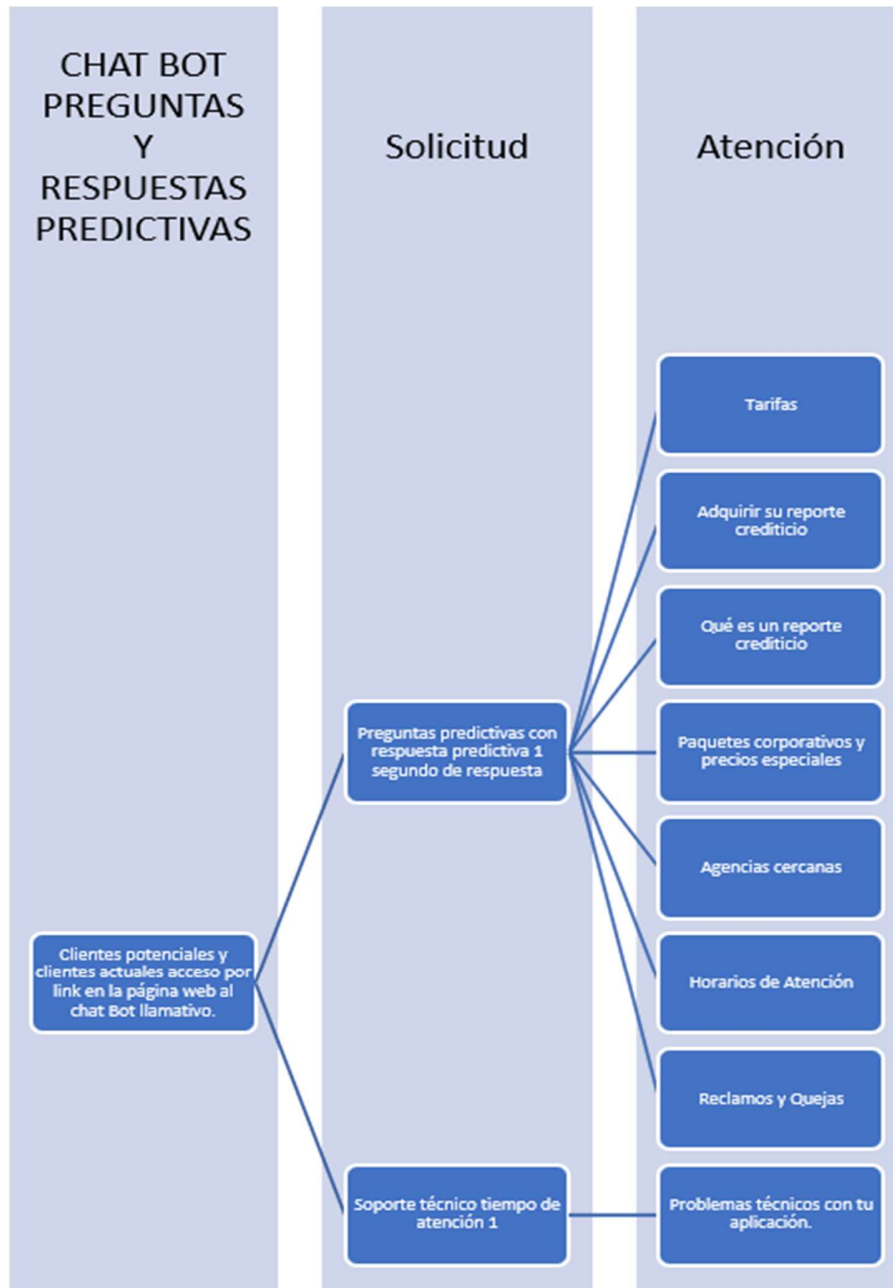 CHAT BOT
PREGUNTAS
Y
RESPUESTAS
PREDICTIVAS
Solicitud
Atención
Tarifas
Adquirir su reporte
crediticio
Qué es un reporte
crediticio
Preguntas predictivas con
respuesta predictiva 1
segundo de respuesta
Paquetes corporativos y
precios especiales
Agencias cercanas
Clientes potenciales y
clientes actuales acceso por
link en la página web al
chat Bot llamativo.
Horarios de Atención
Reclamos y Quejas
Soporte técnico tiempo de
atención 1
Problemas técnicos con tu
aplicación.